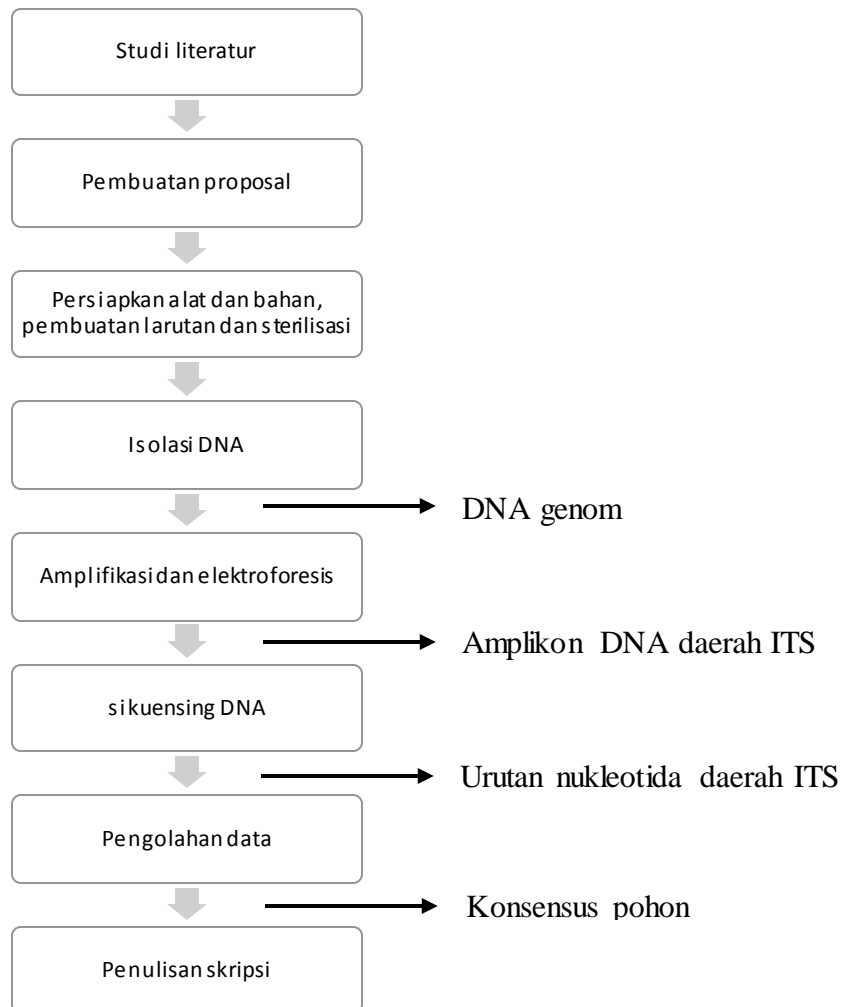 Studi literatur
Pembuatan proposal
Persiapkan alat dan bahan,
pembuatan larutan dan sterilisasi
Isolasi DNA
DNA genom
Amplifikasi dan elektroforesis
Amplikon DNA daerah ITS
sikuensing DNA
Urutan nukleotida daerah ITS
Pengolahan data
Konsensus pohon
Penulisan skripsi